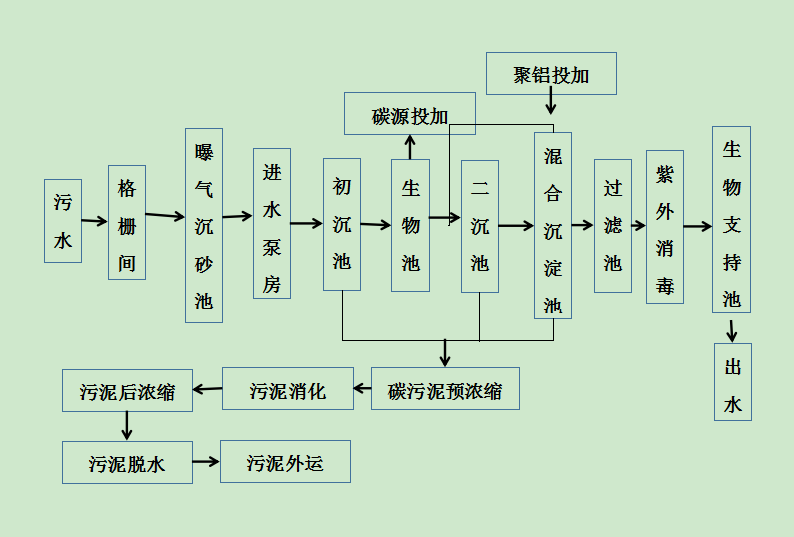 聚铝投加
碳源投加
污水
格栅间
曝气沉砂池
进水泵房
初沉池
生物池
二沉池
混合沉淀池
过滤池
紫外消毒
生物支持池
出水
碳污泥预浓缩
污泥消化
污泥后浓缩
污泥脱水
污泥外运